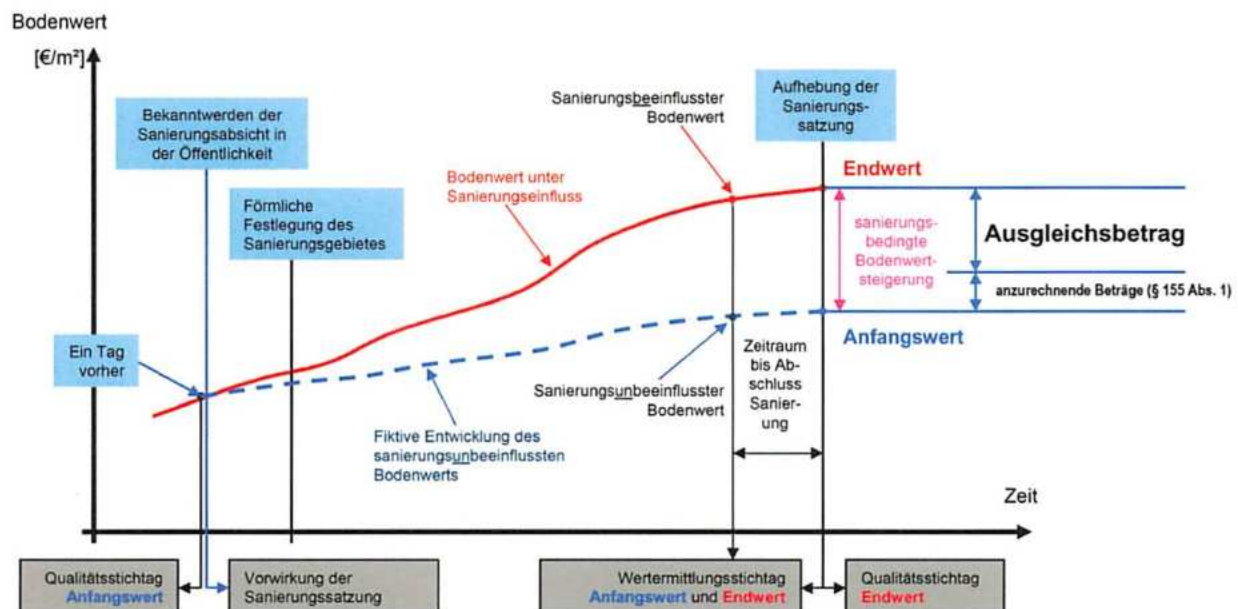 Bodenwert
[€/m²]
Bekanntwerden der
Sanierungsabsicht in
der Öffentlichkeit
Förmliche
Festlegung des
Sanierungsgebietes
Ein Tag
vorher
Bodenwert unter
Sanierungseinfluss
Sanierungsbeeinflusster
Bodenwert
Aufhebung der
Sanierungs-
satzung
Endwert
sanierungs-
bedingte
Bodenwert-
steigerung
Ausgleichsbetrag
anzurechnende Beträge (§ 155 Abs. 1)
Anfangswert
Fiktive Entwicklung des
sanierungsunbeeinflussten
Bodenwerts
Sanierungsunbeeinflusster
Bodenwert
Zeitraum
bis Ab-
schluss
Sanier-
ung
Zeit
Qualitätsstichtag
Anfangswert
Vorwirkung der
Sanierungssatzung
Wertermittlungsstichtag
Anfangswert und Endwert
Qualitätsstichtag
Endwert